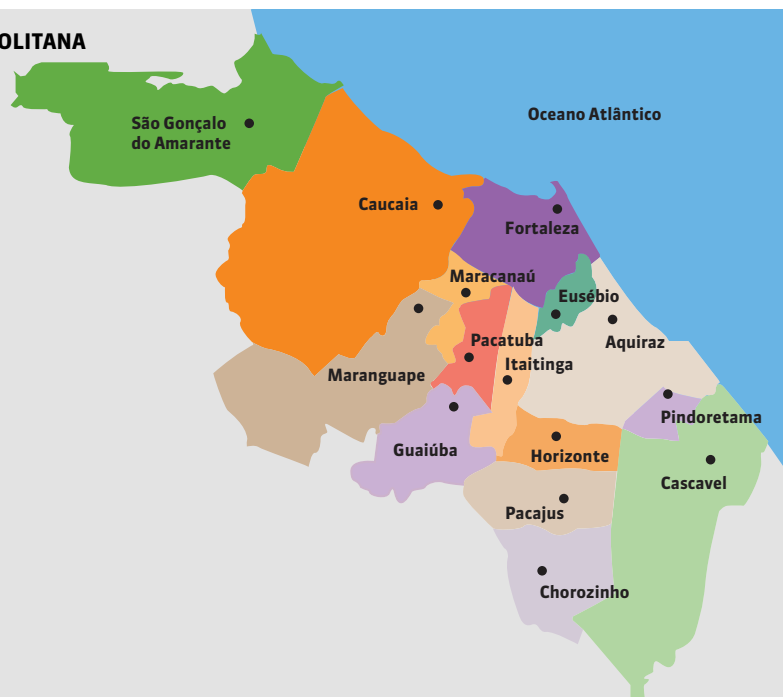 OLITANA
Oceano Atlântico
São Gonçalo
do Amarante
Caucaia
Fortaleza
Maracanaú
Eusébio
Pacatuba
Aquiraz
Itaitinga
Maranguape
Pindoretama
Guaiúba
Horizonte
Cascavel
Pacajus
Chorozinho